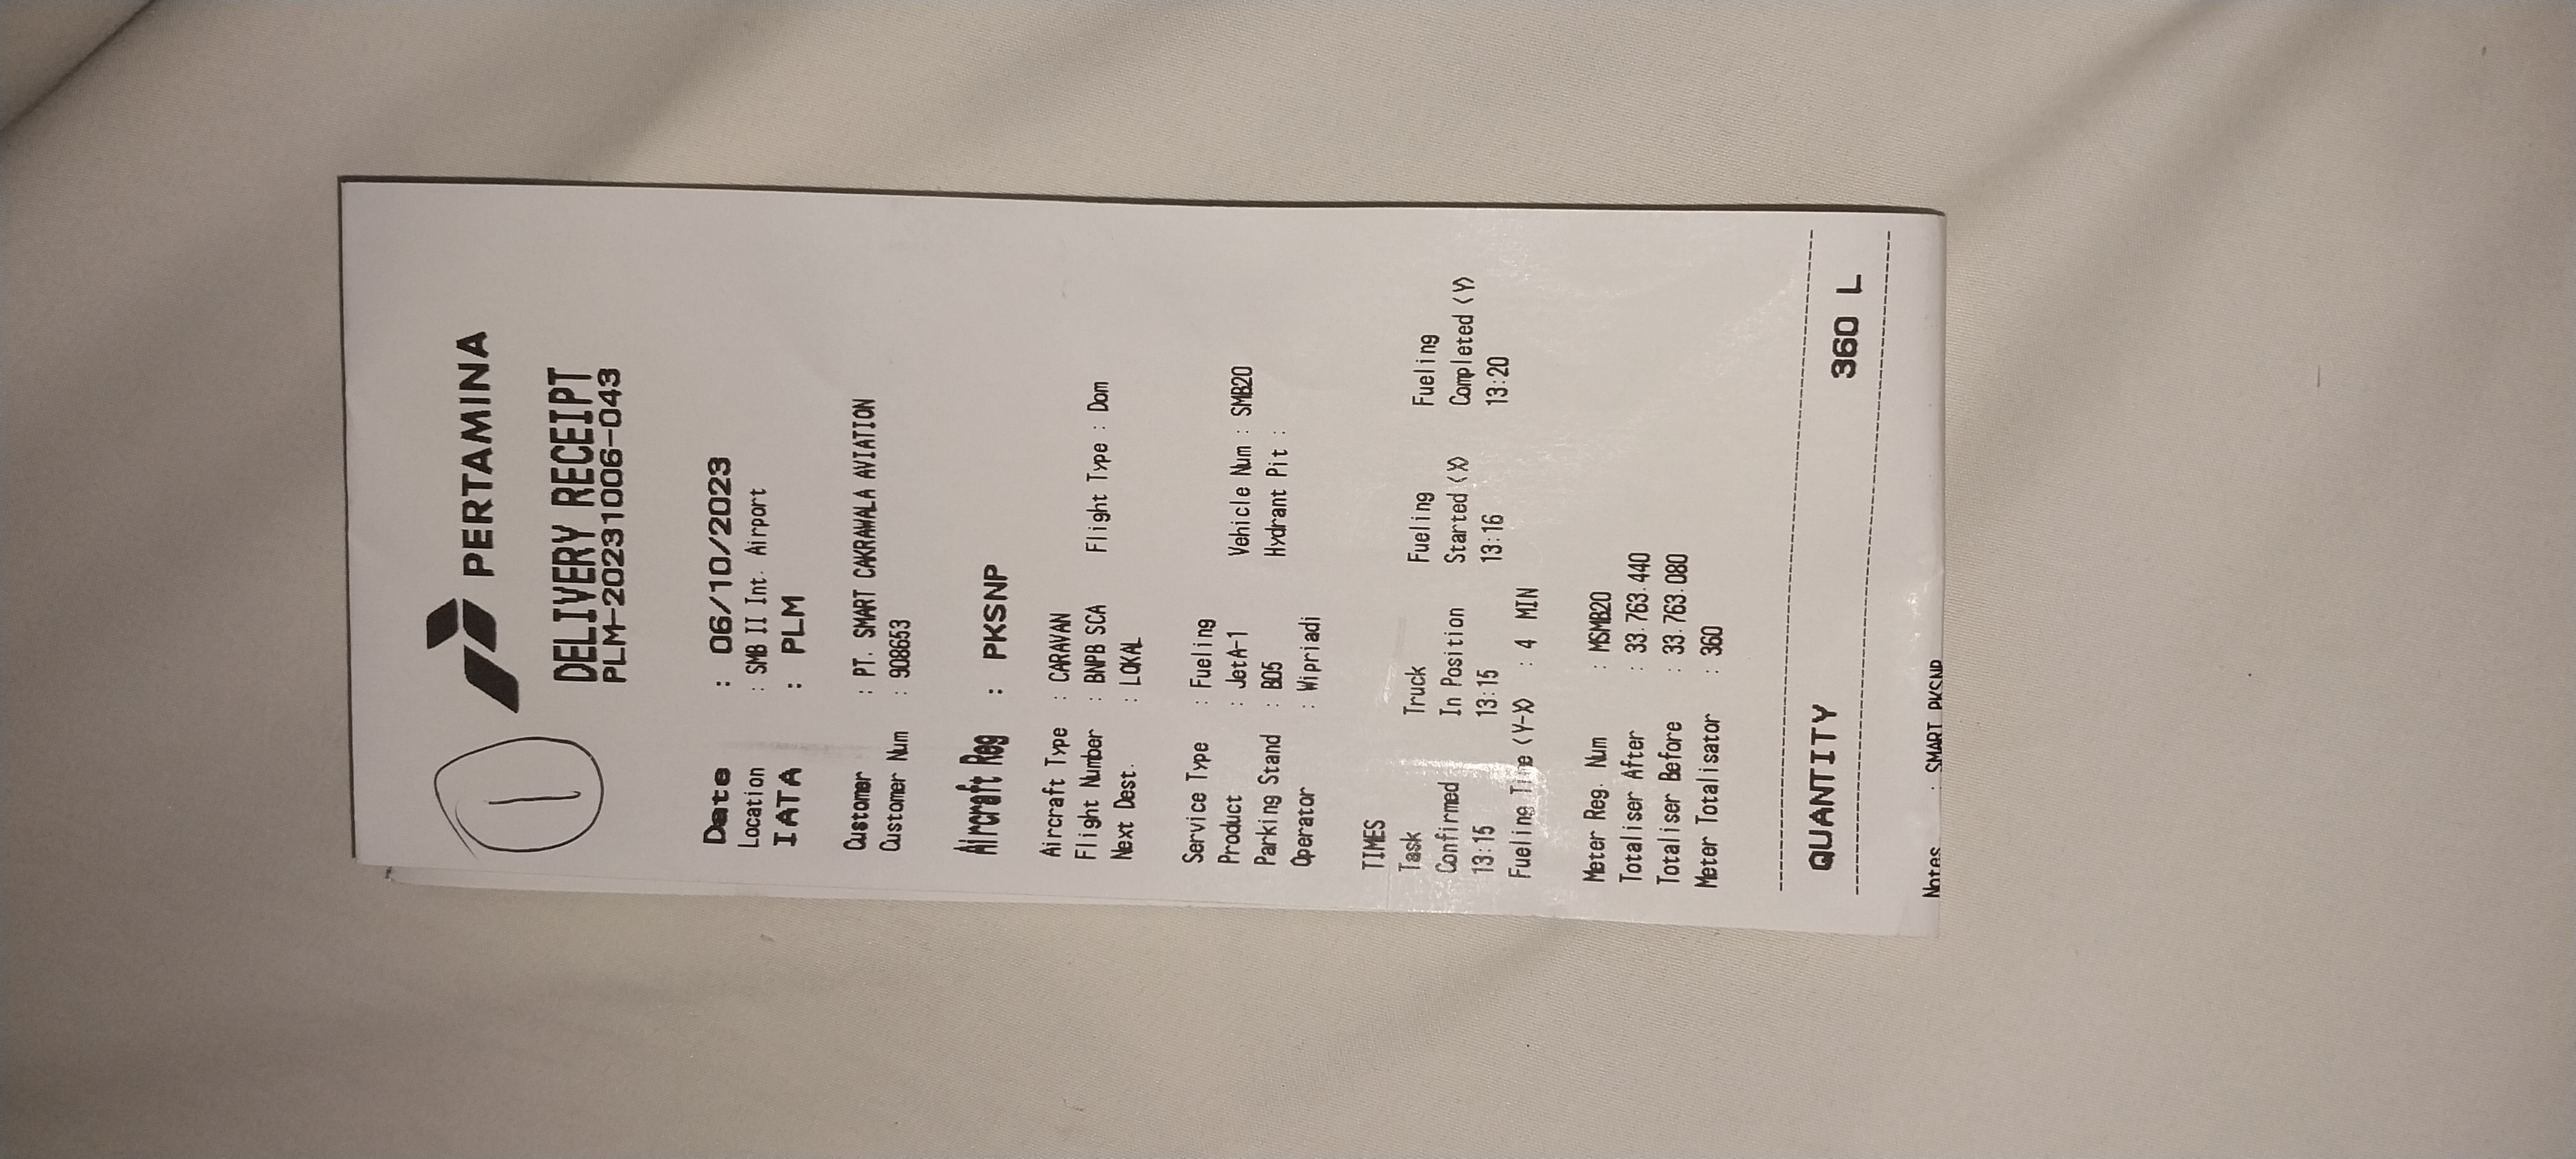 1
PERTAMINA
DELIVERY RECEIPT
PLM-20231006-043
Date : 06/10/2023
Location : SMB II Int. Airport
IATA : PLM
Customer : PT. SMART CAKRAWALA AVIATION
Customer Num : 908653
Aircraft Reg : PKSNP
Aircraft Type : CARAVAN
Flight Number : BNPB SCA Flight Type : Dom
Next Dest. : LOKAL
Service Type : Fueling
Product : JetA-1 Vehicle Num : SMB20
Parking Stand : B05 Hydrant Pit :
Operator : Wipriadi
TIMES
Task Truck Fueling Fueling
Confirmed In Position Started (X) Completed (Y)
13:15 13:15 13:16 13:20
Fueling Time (Y-X) : 4 MIN
Meter Reg. Num : MSMB20
Totaliser After : 33.763.440
Totaliser Before : 33.763.080
Meter Totalisator : 360
QUANTITY 360 L
Notes : SMART PKSNP